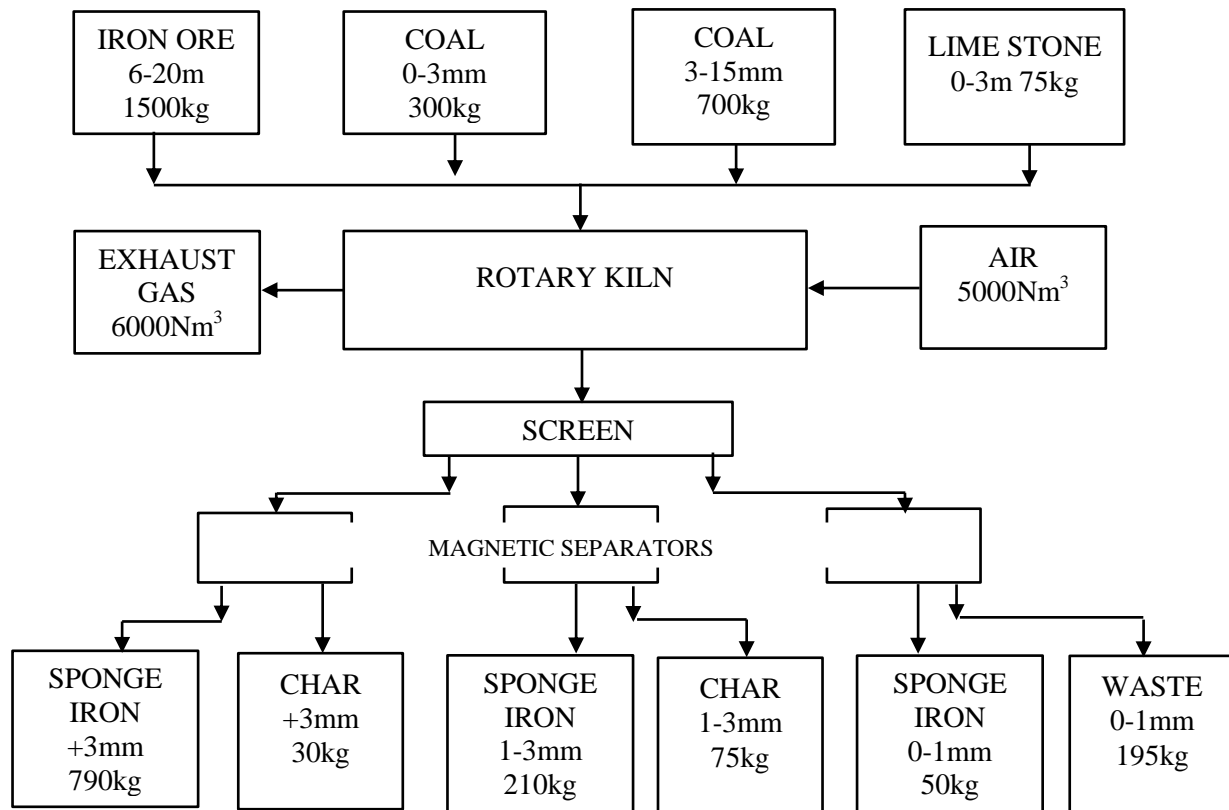 IRON ORE
6-20m
1500kg
COAL
0-3mm
300kg
COAL
3-15mm
700kg
LIME STONE
0-3m 75kg
EXHAUST
GAS
6000Nm³
ROTARY KILN
AIR
5000Nm³
SCREEN
MAGNETIC SEPARATORS
SPONGE
IRON
+3mm
790kg
CHAR
+3mm
30kg
SPONGE
IRON
1-3mm
210kg
CHAR
1-3mm
75kg
SPONGE
IRON
0-1mm
50kg
WASTE
0-1mm
195kg